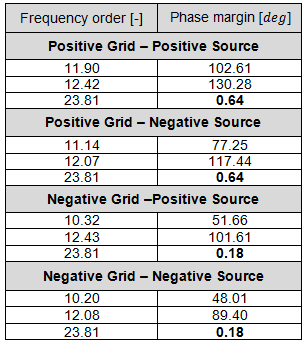 Frequency order [-] Phase margin [deg]
Positive Grid – Positive Source
11.90 102.61
12.42 130.28
23.81 0.64
Positive Grid – Negative Source
11.14 77.25
12.07 117.44
23.81 0.64
Negative Grid –Positive Source
10.32 51.66
12.43 101.61
23.81 0.18
Negative Grid – Negative Source
10.20 48.01
12.08 89.40
23.81 0.18